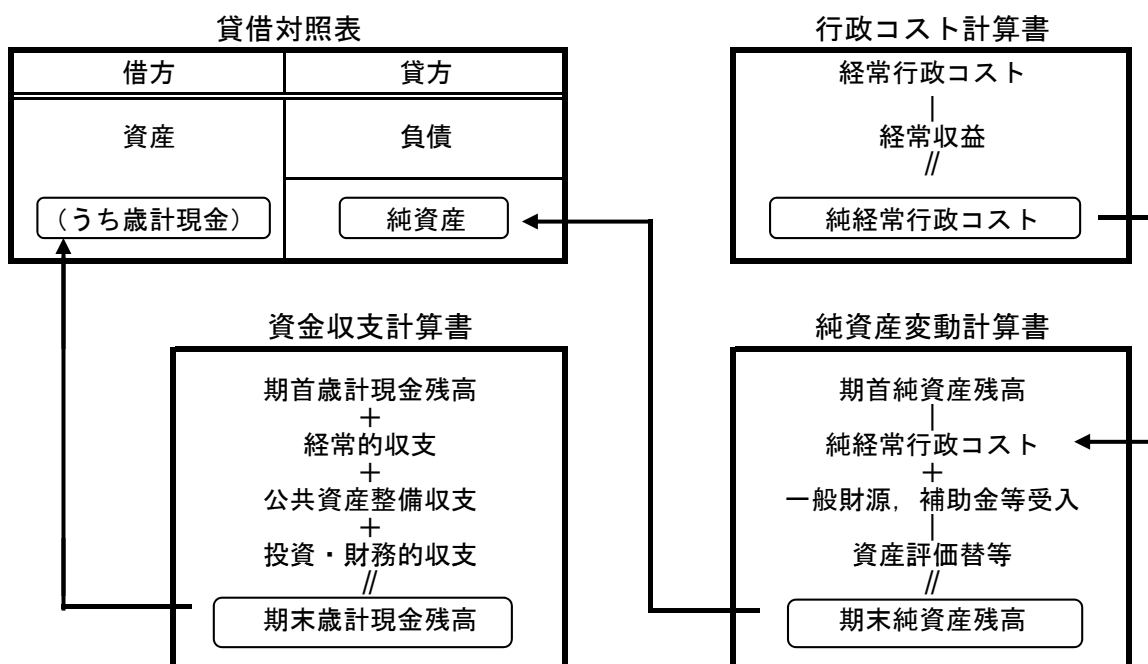 貸借対照表
借方 貸方
資産 負債
(うち歳計現金) 純資産
行政コスト計算書
経常行政コスト
|
経常収益
//
純経常行政コスト
資金収支計算書
期首歳計現金残高
+
経常的収支
+
公共資産整備収支
+
投資・財務的収支
//
期末歳計現金残高
純資産変動計算書
期首純資産残高
|
純経常行政コスト
+
一般財源，補助金等受入
|
資産評価替等
//
期末純資産残高